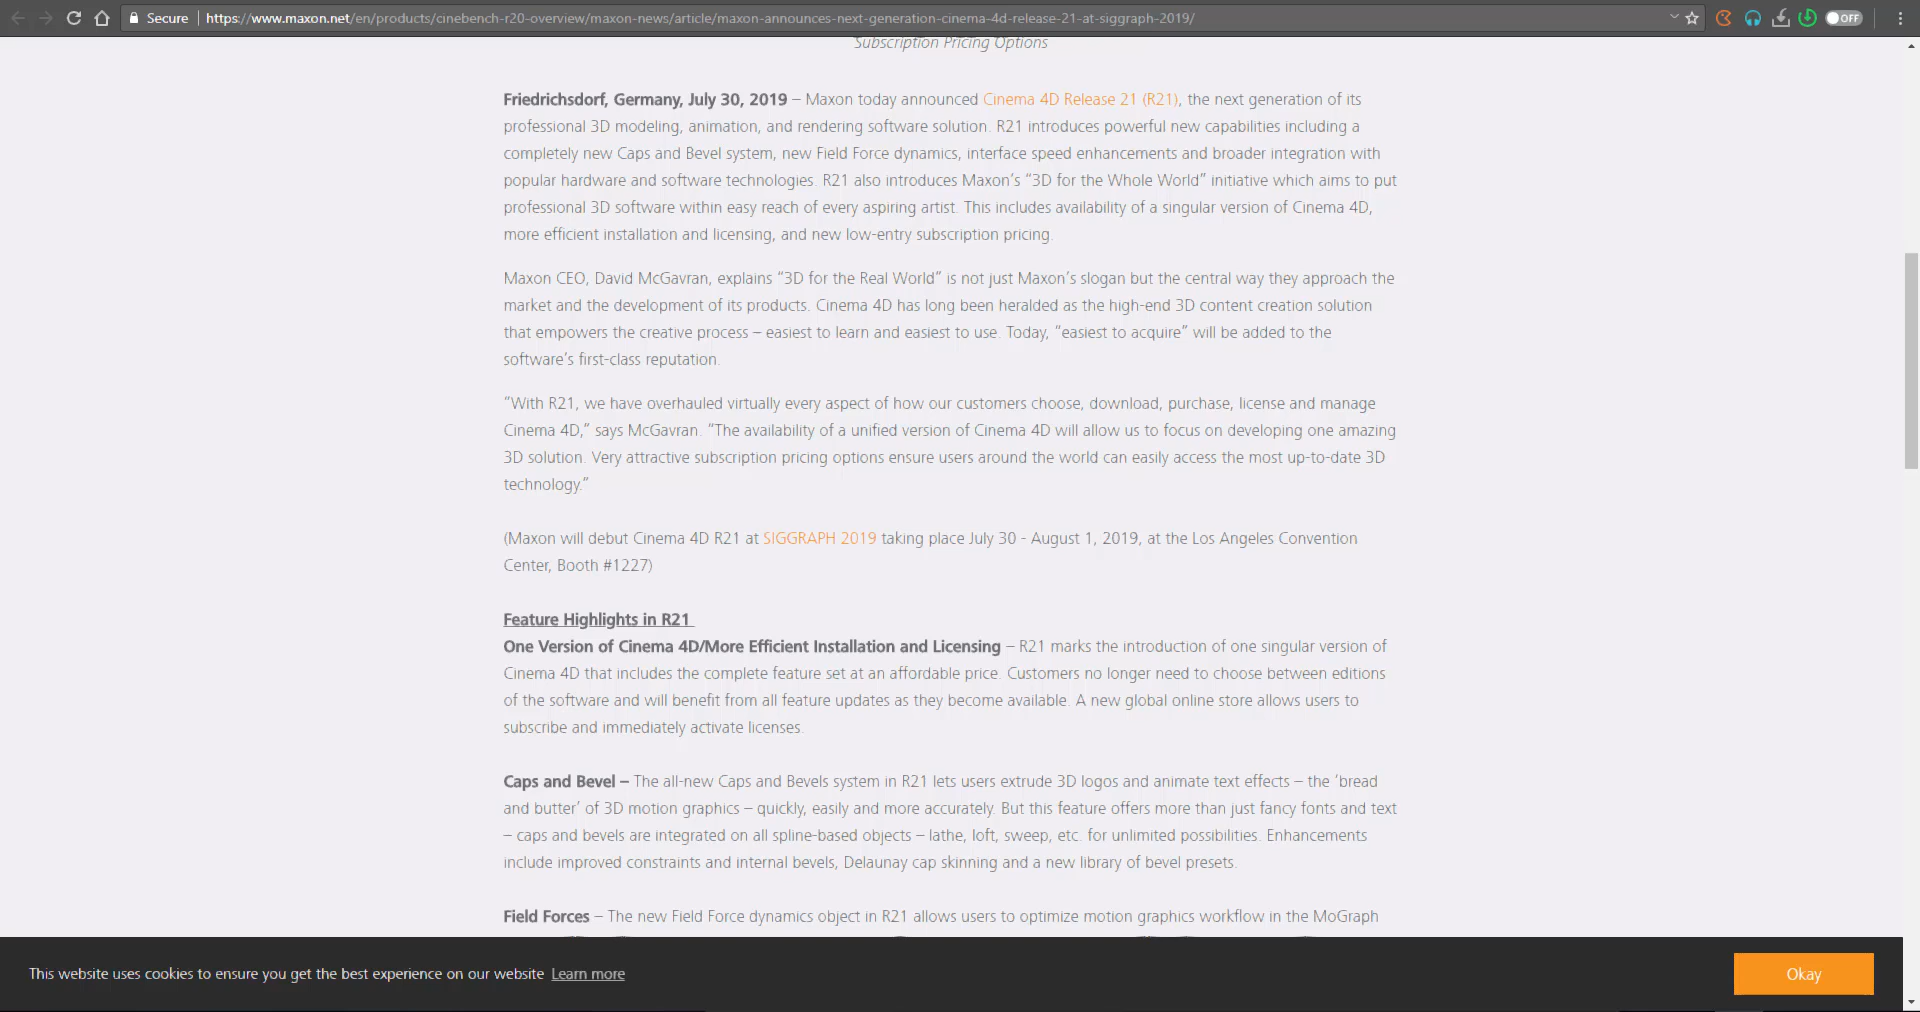 Secure https://www.maxon.net/en/products/cinebench-r20-overview/maxon-news/article/maxon-announces-next-generation-cinema-4d-release-21-at-siggraph-2019/ OFF
Subscription Pricing Options
Friedrichsdorf, Germany, July 30, 2019 – Maxon today announced Cinema 4D Release 21 (R21), the next generation of its
professional 3D modeling, animation, and rendering software solution. R21 introduces powerful new capabilities including a
completely new Caps and Bevel system, new Field Force dynamics, interface speed enhancements and broader integration with
popular hardware and software technologies. R21 also introduces Maxon’s “3D for the Whole World” initiative which aims to put
professional 3D software within easy reach of every aspiring artist. This includes availability of a singular version of Cinema 4D,
more efficient installation and licensing, and new low-entry subscription pricing.
Maxon CEO, David McGavran, explains “3D for the Real World” is not just Maxon’s slogan but the central way they approach the
market and the development of its products. Cinema 4D has long been heralded as the high-end 3D content creation solution
that empowers the creative process – easiest to learn and easiest to use. Today, “easiest to acquire” will be added to the
software’s first-class reputation.
“With R21, we have overhauled virtually every aspect of how our customers choose, download, purchase, license and manage
Cinema 4D,” says McGavran. “The availability of a unified version of Cinema 4D will allow us to focus on developing one amazing
3D solution. Very attractive subscription pricing options ensure users around the world can easily access the most up-to-date 3D
technology.”
(Maxon will debut Cinema 4D R21 at SIGGRAPH 2019 taking place July 30 - August 1, 2019, at the Los Angeles Convention
Center, Booth #1227)
Feature Highlights in R21
One Version of Cinema 4D/More Efficient Installation and Licensing – R21 marks the introduction of one singular version of
Cinema 4D that includes the complete feature set at an affordable price. Customers no longer need to choose between editions
of the software and will benefit from all feature updates as they become available. A new global online store allows users to
subscribe and immediately activate licenses.
Caps and Bevel – The all-new Caps and Bevels system in R21 lets users extrude 3D logos and animate text effects – the ‘bread
and butter’ of 3D motion graphics – quickly, easily and more accurately. But this feature offers more than just fancy fonts and text
– caps and bevels are integrated on all spline-based objects – lathe, loft, sweep, etc. for unlimited possibilities. Enhancements
include improved constraints and internal bevels, Delaunay cap skinning and a new library of bevel presets.
Field Forces – The new Field Force dynamics object in R21 allows users to optimize motion graphics workflow in the MoGraph
This website uses cookies to ensure you get the best experience on our website Learn more
Okay